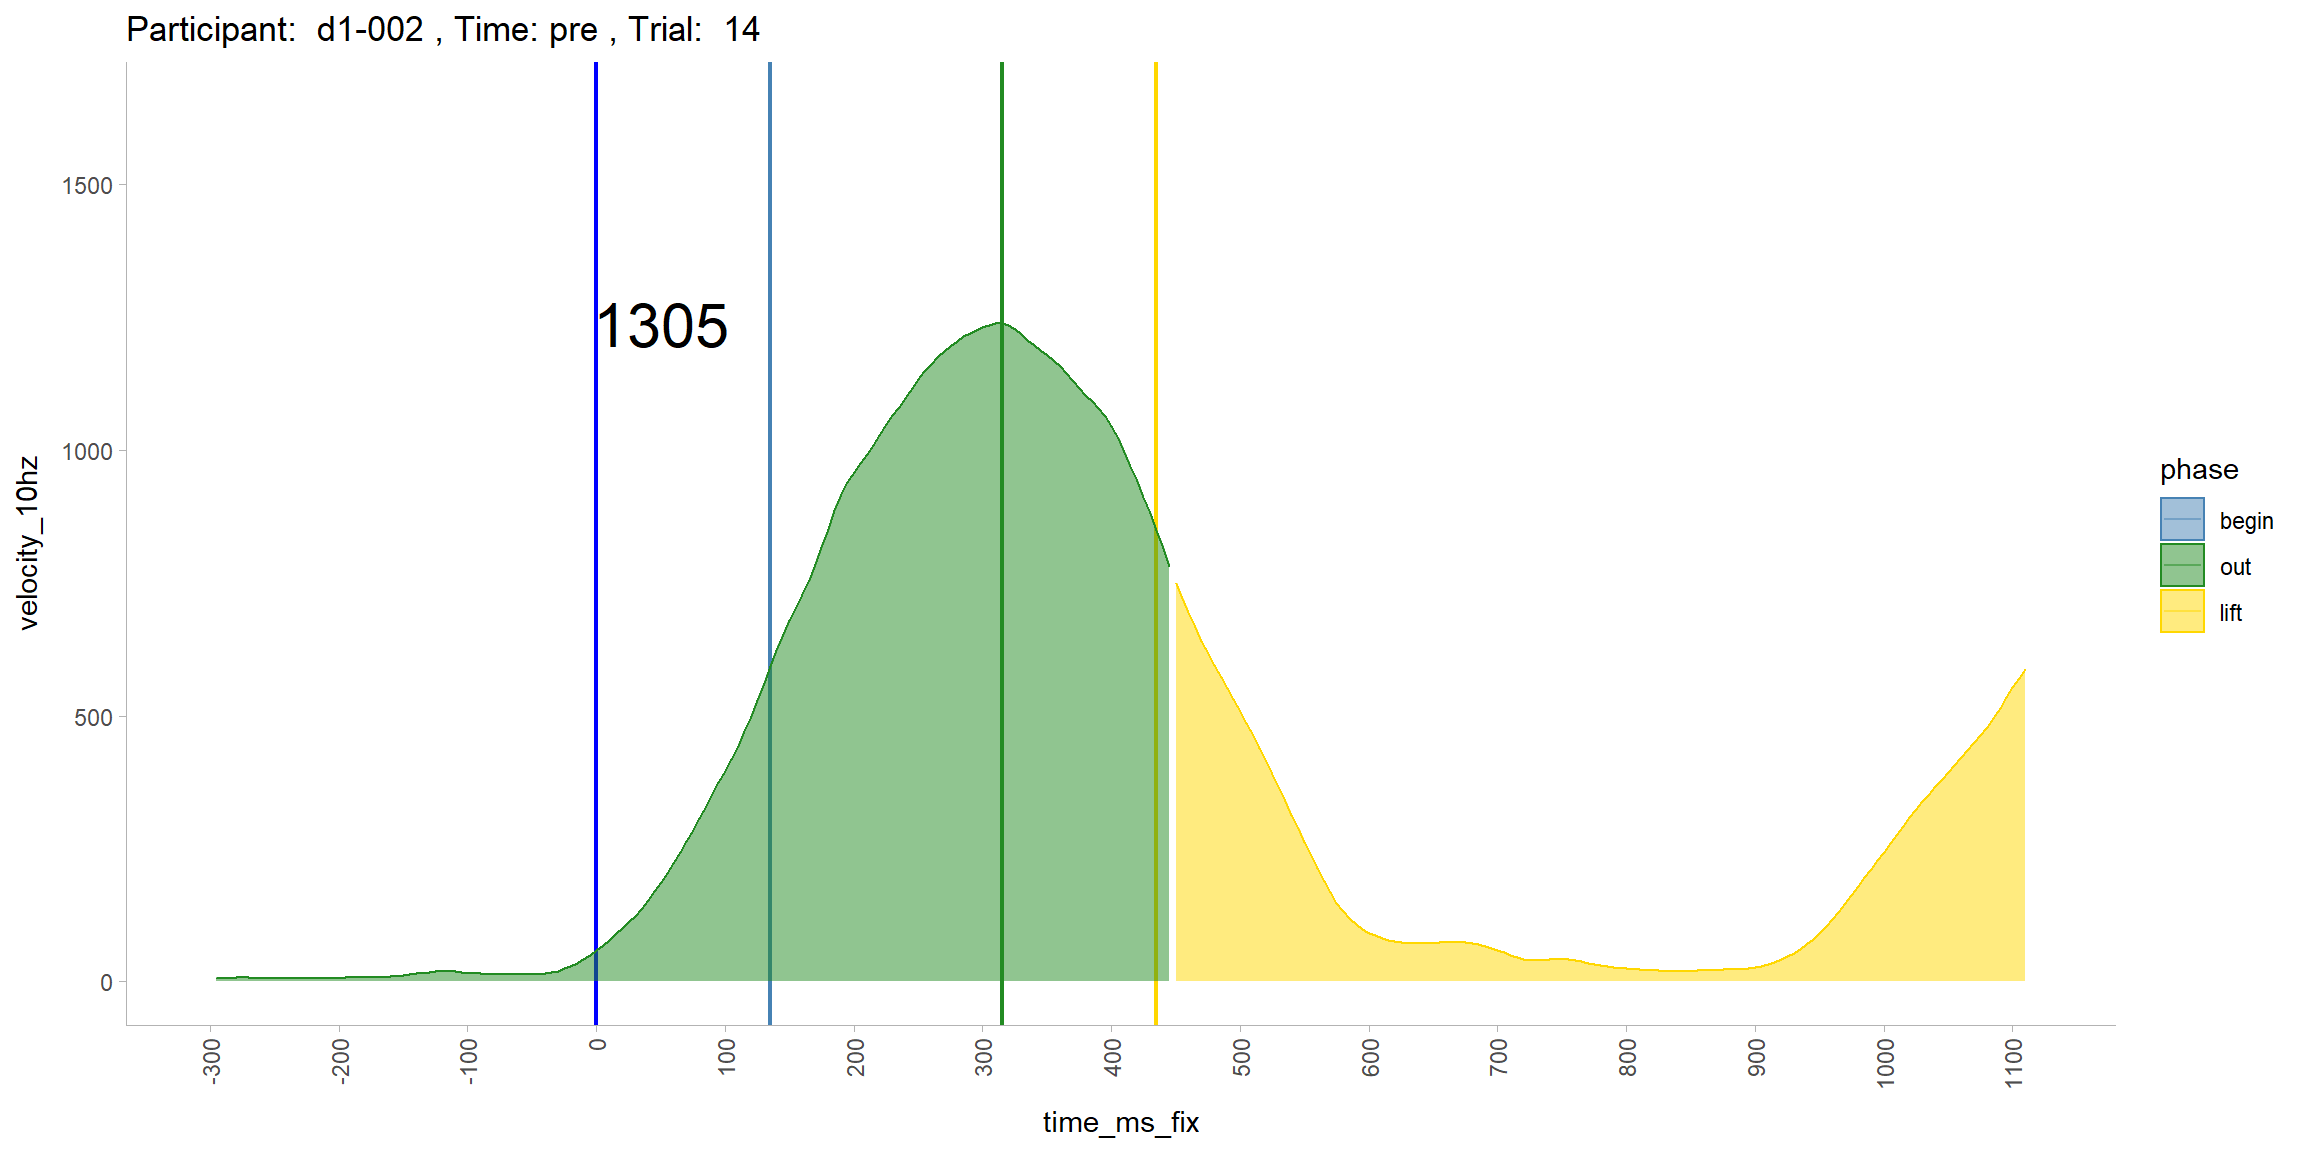 Participant:  d1-002 , Time: pre , Trial:  14
1500
1000
500
0
velocity_10hz
1305
-300
-200
-100
0
100
200
300
400
500
600
700
800
900
1000
1100
time_ms_fix
phase
begin
out
lift